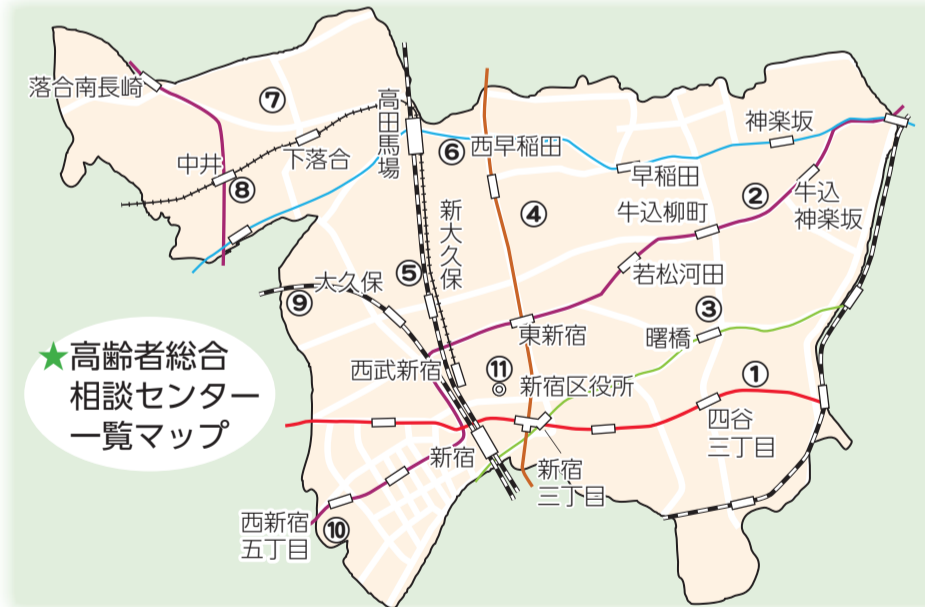 落合南長崎
⑦
中井
下落合
⑧
高田馬場
⑥
西早稲田
早稲田
神楽坂
②
牛込
神楽坂
④
牛込柳町
若松河田
新大久保
⑤
大久保
⑨
③
曙橋
東新宿
西武新宿
⑪
新宿区役所
①
四谷
三丁目
新宿
新宿
三丁目
西新宿
五丁目
⑩
★高齢者総合
相談センター
一覧マップ